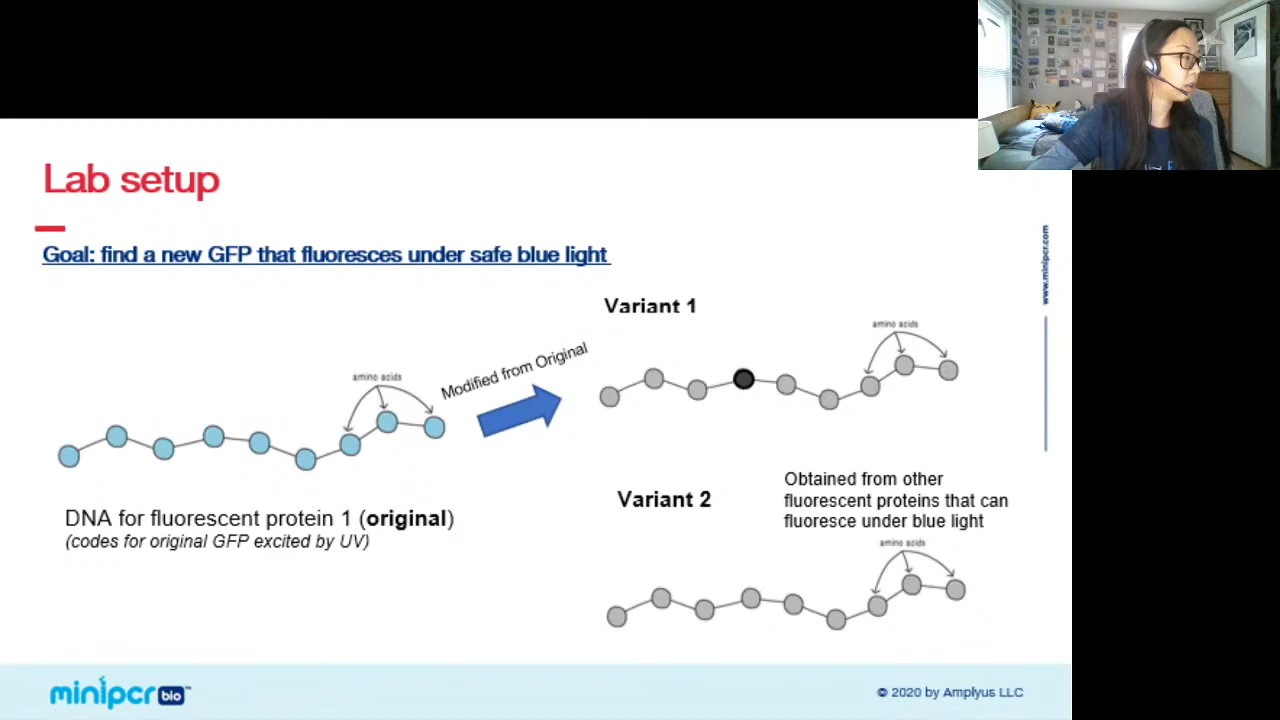 Lab setup
Goal: find a new GFP that fluoresces under safe blue light
www.minipcr.com
Variant 1
amino acids
amino acids
Modified from Original
DNA for fluorescent protein 1 (original)
(codes for original GFP excited by UV)
Variant 2
Obtained from other
fluorescent proteins that can
fluoresce under blue light
amino acids
minipcr bio™
© 2020 by Amplyus LLC